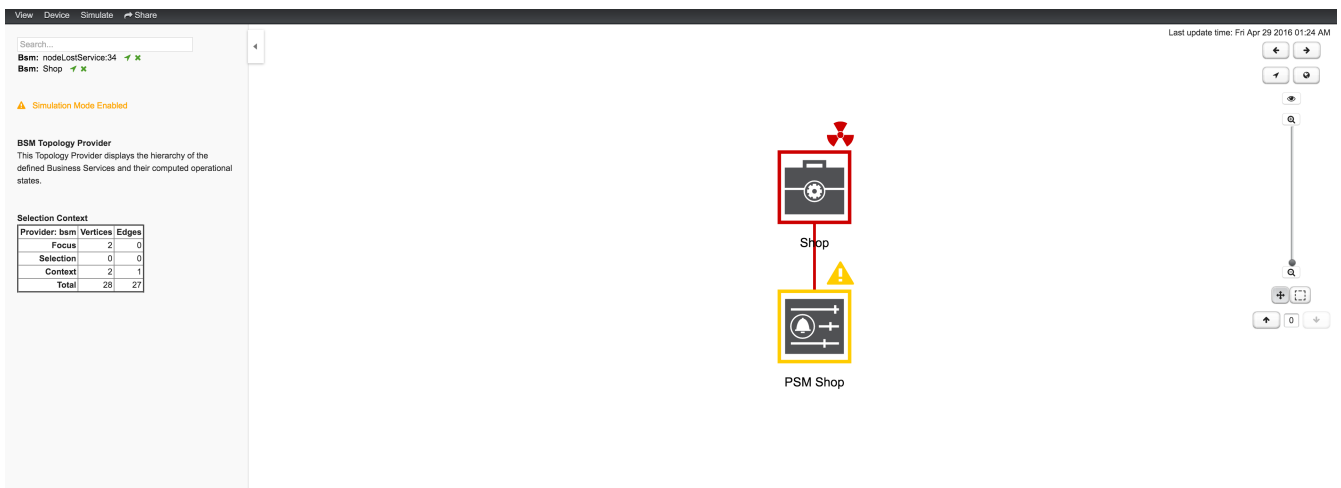 View Device Simulate Share
Last update time: Fri Apr 29 2016 01:24 AM
Search...
Bsm: nodeLostService:34
Bsm: Shop
Simulation Mode Enabled
BSM Topology Provider
This Topology Provider displays the hierarchy of the
defined Business Services and their computed operational
states.
Selection Context
Provider: bsm Vertices Edges
Focus 2 0
Selection 0 0
Context 2 1
Total 28 27
Shop
PSM Shop
0